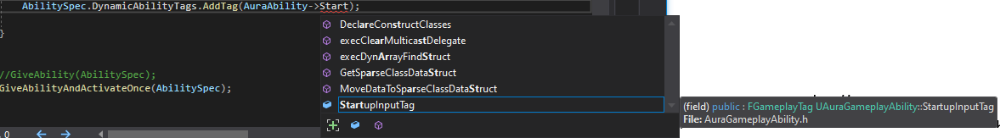 AbilitySpec.DynamicAbilityTags.AddTag(AuraAbility->Start);
DeclareConstructClasses
execClearMulticastDelegate
}
execDynArrayFindStruct
GetSparseClassDataStruct
//GiveAbility(AbilitySpec);
GiveAbilityAndActivateOnce(AbilitySpec);
MoveDataToSparseClassDataStruct
StartupInputTag
(field) public : FGameplayTag UAuraGameplayAbility::StartupInputTag
File: AuraGameplayAbility.h